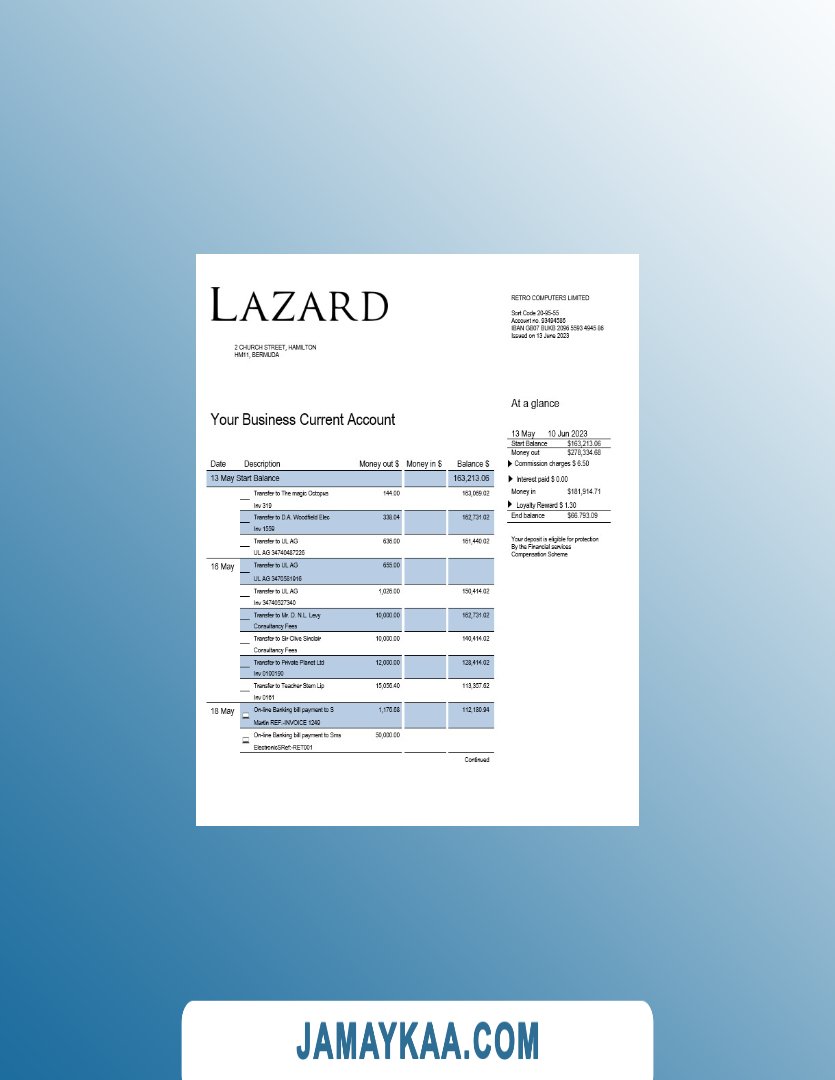 LAZARD
2 CHURCH STREET, HAMILTON
HM11, BERMUDA
RETRO COMPUTERS LIMITED
Sort Code 20-95-55
Account no. 93494585
IBAN GB07 BUKB 2096 5593 4945 86
Issued on 13 June 2023
At a glance
Your Business Current Account
13 May 10 Jun 2023
Start Balance $163,213.06
Money out $278,334.68
Commission charges $ 6.50
Interest paid $ 0.00
Money in $181,914.71
Loyalty Reward $ 1.30
End balance $66.793.09
Your deposit is eligible for protection
By the Financial services
Compensation Scheme
Date Description Money out $ Money in $ Balance $
13 May Start Balance 163,213.06
Transfer to The magic Octopus 144.00 163,069.02
Inv 319
Transfer to D.A. Woodfield Elec 338.04 162,731.02
Inv 1559
Transfer to UL AG 636.00 161,440.02
UL AG 34740487226
16 May Transfer to UL AG 655.00
UL AG 3470581916
Transfer to UL AG 1,026.00 150,414.02
Inv 34746527340
Transfer to Mr. D. N.L. Levy 10,000.00 162,731.02
Consultancy Fees
Transfer to Sir Clive Sinclair 10,000.00 140,414.02
Consultancy Fees
Transfer to Private Planet Ltd 12,000.00 128,414.02
Inv 0100190
Transfer to Teacher Stern Lip 15,056.40 113,357.62
Inv 0161
18 May On-line Banking bill payment to S 1,176.68 112,180.94
Martin REF:-INVOICE 1249
On-line Banking bill payment to Sms 50,000.00
ElectronicSRef:-RET001
Continued
JAMAYKAA.COM